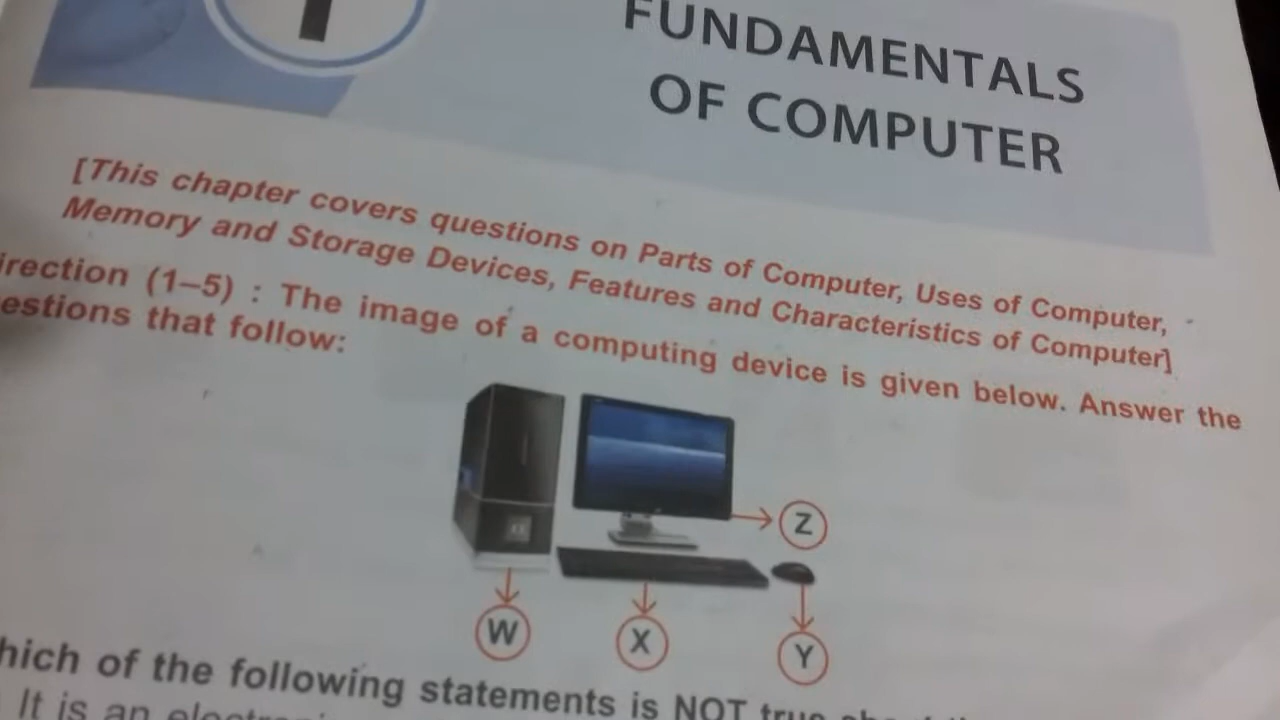 1
FUNDAMENTALS
OF COMPUTER
[This chapter covers questions on Parts of Computer, Uses of Computer,
Memory and Storage Devices, Features and Characteristics of Computer]
irection (1–5) : The image of a computing device is given below. Answer the
estions that follow:
Z
W
X
Y
hich of the following statements is NOT true
It is an